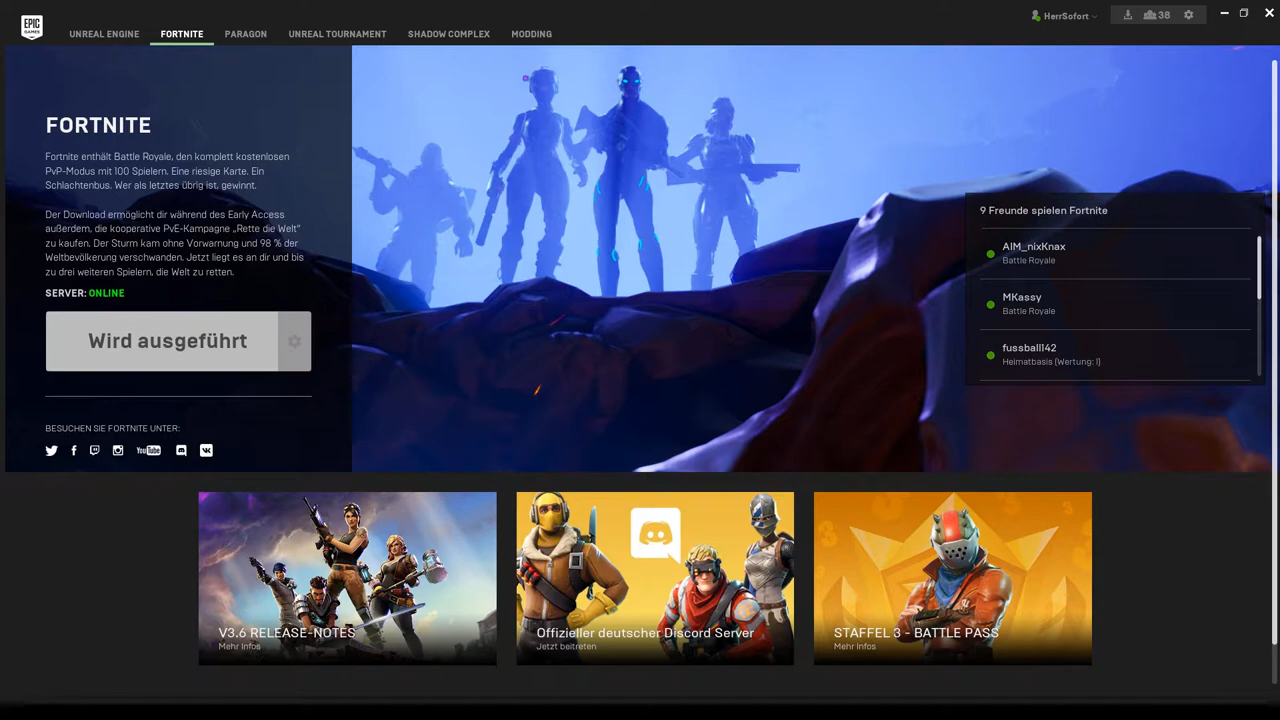 EPIC
GAMES
HerrSofort
38
UNREAL ENGINE
FORTNITE
PARAGON
UNREAL TOURNAMENT
SHADOW COMPLEX
MODDING
FORTNITE
Fortnite enthält Battle Royale, den komplett kostenlosen
PvP-Modus mit 100 Spielern. Eine riesige Karte. Ein
Schlachtenbus. Wer als letztes übrig ist, gewinnt.
Der Download ermöglicht dir während des Early Access
außerdem, die kooperative PvE-Kampagne „Rette die Welt"
zu kaufen. Der Sturm kam ohne Vorwarnung und 98 % der
Weltbevölkerung verschwanden. Jetzt liegt es an dir und bis
zu drei weiteren Spielern, die Welt zu retten.
SERVER: ONLINE
Wird ausgeführt
BESUCHEN SIE FORTNITE UNTER:
YouTube
9 Freunde spielen Fortnite
AIM_nixKnax
Battle Royale
MKassy
Battle Royale
fussball142
Heimatbasis [Wertung: 1]
V3.6 RELEASE-NOTES
Mehr Infos
Offizieller deutscher Discord Server
Jetzt beitreten
STAFFEL 3 - BATTLE PASS
Mehr Infos